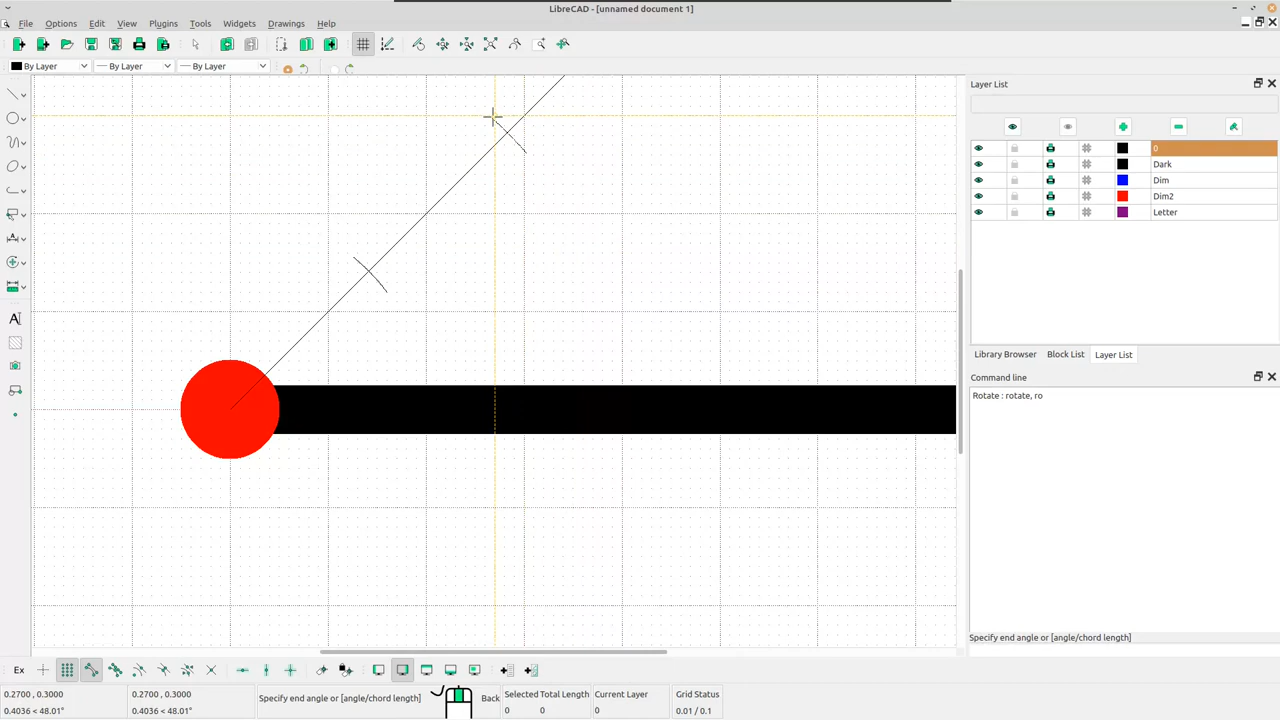 LibreCAD - [unnamed document 1]
File Options Edit View Plugins Tools Widgets Drawings Help
By Layer By Layer By Layer
Layer List
0
Dark
Dim
Dim2
Letter
A
Library Browser Block List Layer List
Command line
Rotate : rotate, ro
Specify end angle or [angle/chord length]
Ex
0.2700 , 0.3000 0.2700 , 0.3000 Specify end angle or [angle/chord length] Back Selected Total Length Current Layer Grid Status
0.4036 < 48.01° 0.4036 < 48.01° 0 0 0 0.01 / 0.1